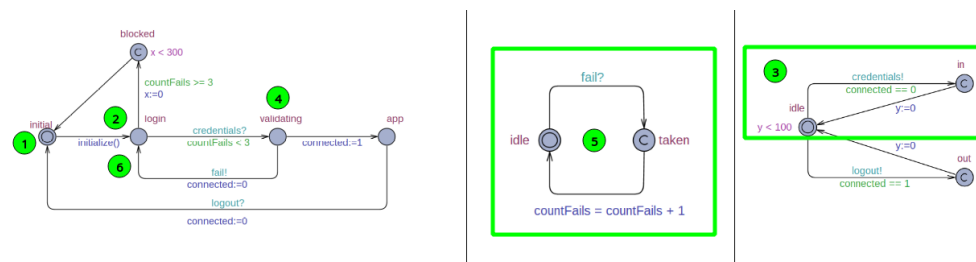 blocked
C
x < 300
countFails >= 3
x:=0
initial
1
initialize()
2
login
6
credentials?
countFails < 3
4
validating
connected:=1
app
fail!
connected:=0
logout?
connected:=0
fail?
idle
5
C
taken
countFails = countFails + 1
3
in
credentials!
C
connected == 0
idle
y:=0
y < 100
y:=0
out
logout!
C
connected == 1